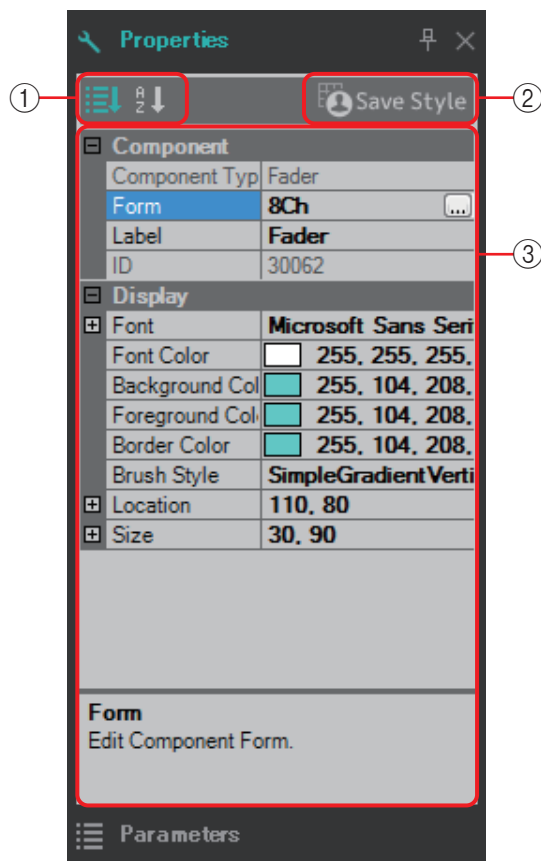 Properties
① A Z Save Style ②
Component
Component Typ Fader
Form 8Ch ...
Label Fader
③
ID 30062
Display
Font Microsoft Sans Seri
Font Color 255, 255, 255,
Background Col 255, 104, 208,
Foreground Col 255, 104, 208,
Border Color 255, 104, 208,
Brush Style SimpleGradientVerti
Location 110, 80
Size 30, 90
Form
Edit Component Form.
Parameters